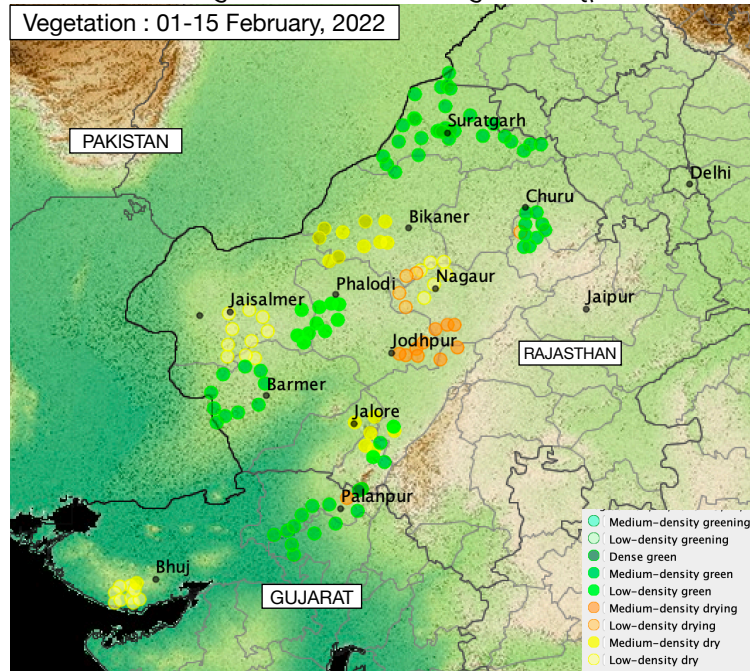 Vegetation : 01-15 February, 2022
PAKISTAN
Suratgarh
Delhi
Churu
Bikaner
Phalodi
Nagaur
Jaisalmer
Jaipur
Jodhpur
RAJASTHAN
Barmer
Jalore
Palanpur
Bhuj
GUJARAT
Medium-density greening
Low-density greening
Dense green
Medium-density green
Low-density green
Medium-density drying
Low-density drying
Medium-density dry
Low-density dry